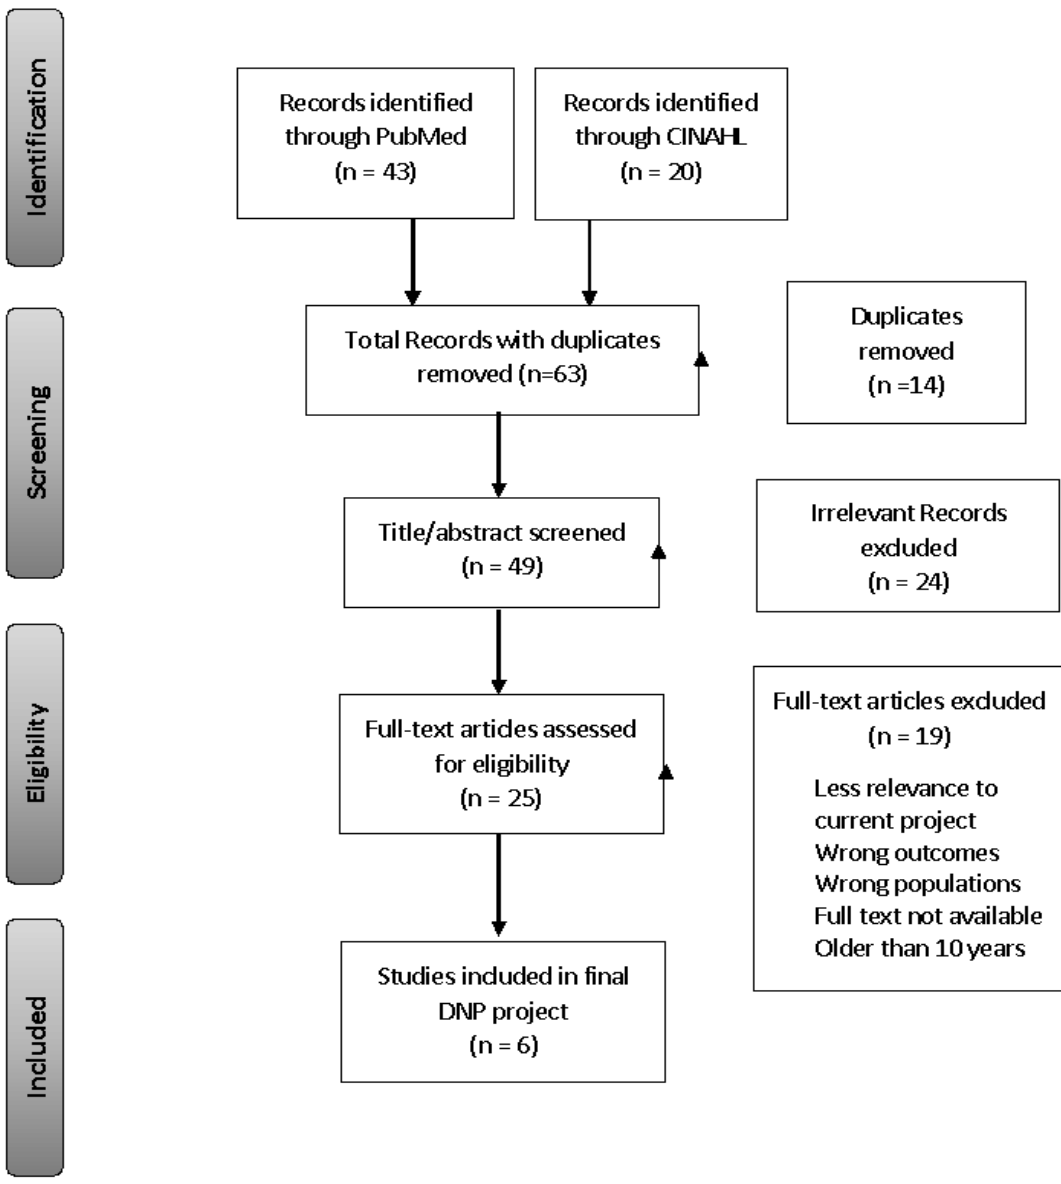 Identification
Records identified
through PubMed
(n = 43)
Records identified
through CINAHL
(n = 20)
Screening
Total Records with duplicates
removed (n=63)
Duplicates
removed
(n =14)
Title/abstract screened
(n = 49)
Irrelevant Records
excluded
(n = 24)
Eligibility
Full-text articles assessed
for eligibility
(n = 25)
Full-text articles excluded
(n = 19)
Less relevance to
current project
Wrong outcomes
Wrong populations
Full text not available
Older than 10 years
Included
Studies included in final
DNP project
(n = 6)